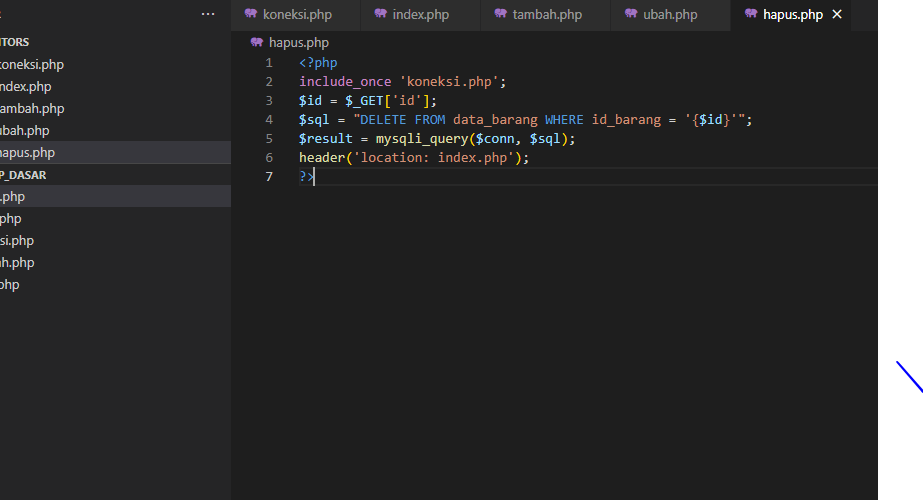 koneksi.php
index.php
tambah.php
ubah.php
hapus.php
ITORS
koneksi.php
ndex.php
ambah.php
ubah.php
hapus.php
P_DASAR
.php
php
si.php
ah.php
php
hapus.php
1 <?php
2 include_once 'koneksi.php';
3 $id = $_GET['id'];
4 $sql = "DELETE FROM data_barang WHERE id_barang = '{$id}'";
5 $result = mysqli_query($conn, $sql);
6 header('location: index.php');
7 ?>